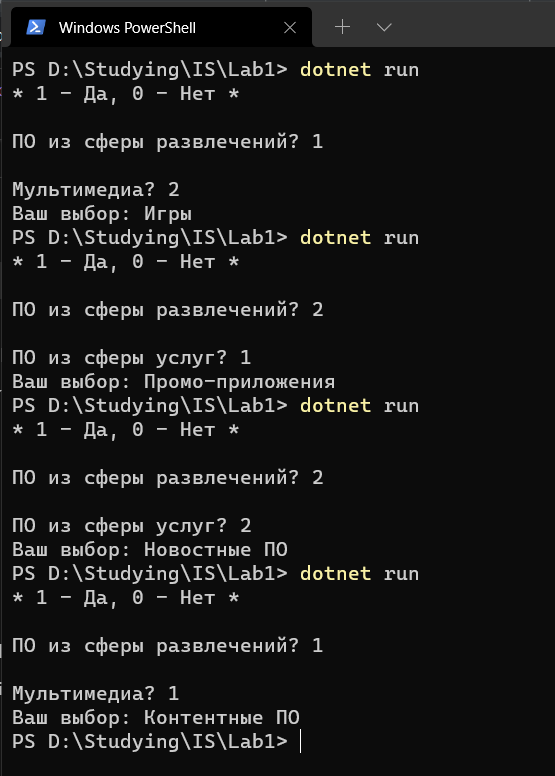 Windows PowerShell
PS D:\Studying\IS\Lab1> dotnet run
* 1 - Да, 0 - Нет *
ПО из сферы развлечений? 1
Мультимедиа? 2
Ваш выбор: Игры
PS D:\Studying\IS\Lab1> dotnet run
* 1 - Да, 0 - Нет *
ПО из сферы развлечений? 2
ПО из сферы услуг? 1
Ваш выбор: Промо-приложения
PS D:\Studying\IS\Lab1> dotnet run
* 1 - Да, 0 - Нет *
ПО из сферы развлечений? 2
ПО из сферы услуг? 2
Ваш выбор: Новостные ПО
PS D:\Studying\IS\Lab1> dotnet run
* 1 - Да, 0 - Нет *
ПО из сферы развлечений? 1
Мультимедиа? 1
Ваш выбор: Контентные ПО
PS D:\Studying\IS\Lab1>